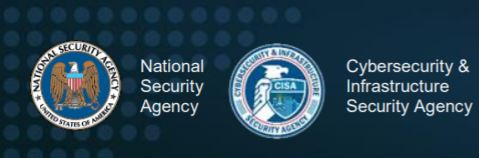 NATIONAL SECURITY AGENCY
UNITED STATES OF AMERICA
National
Security
Agency
CYBERSECURITY & INFRASTRUCTURE
CISA
SECURITY AGENCY
Cybersecurity &
Infrastructure
Security Agency